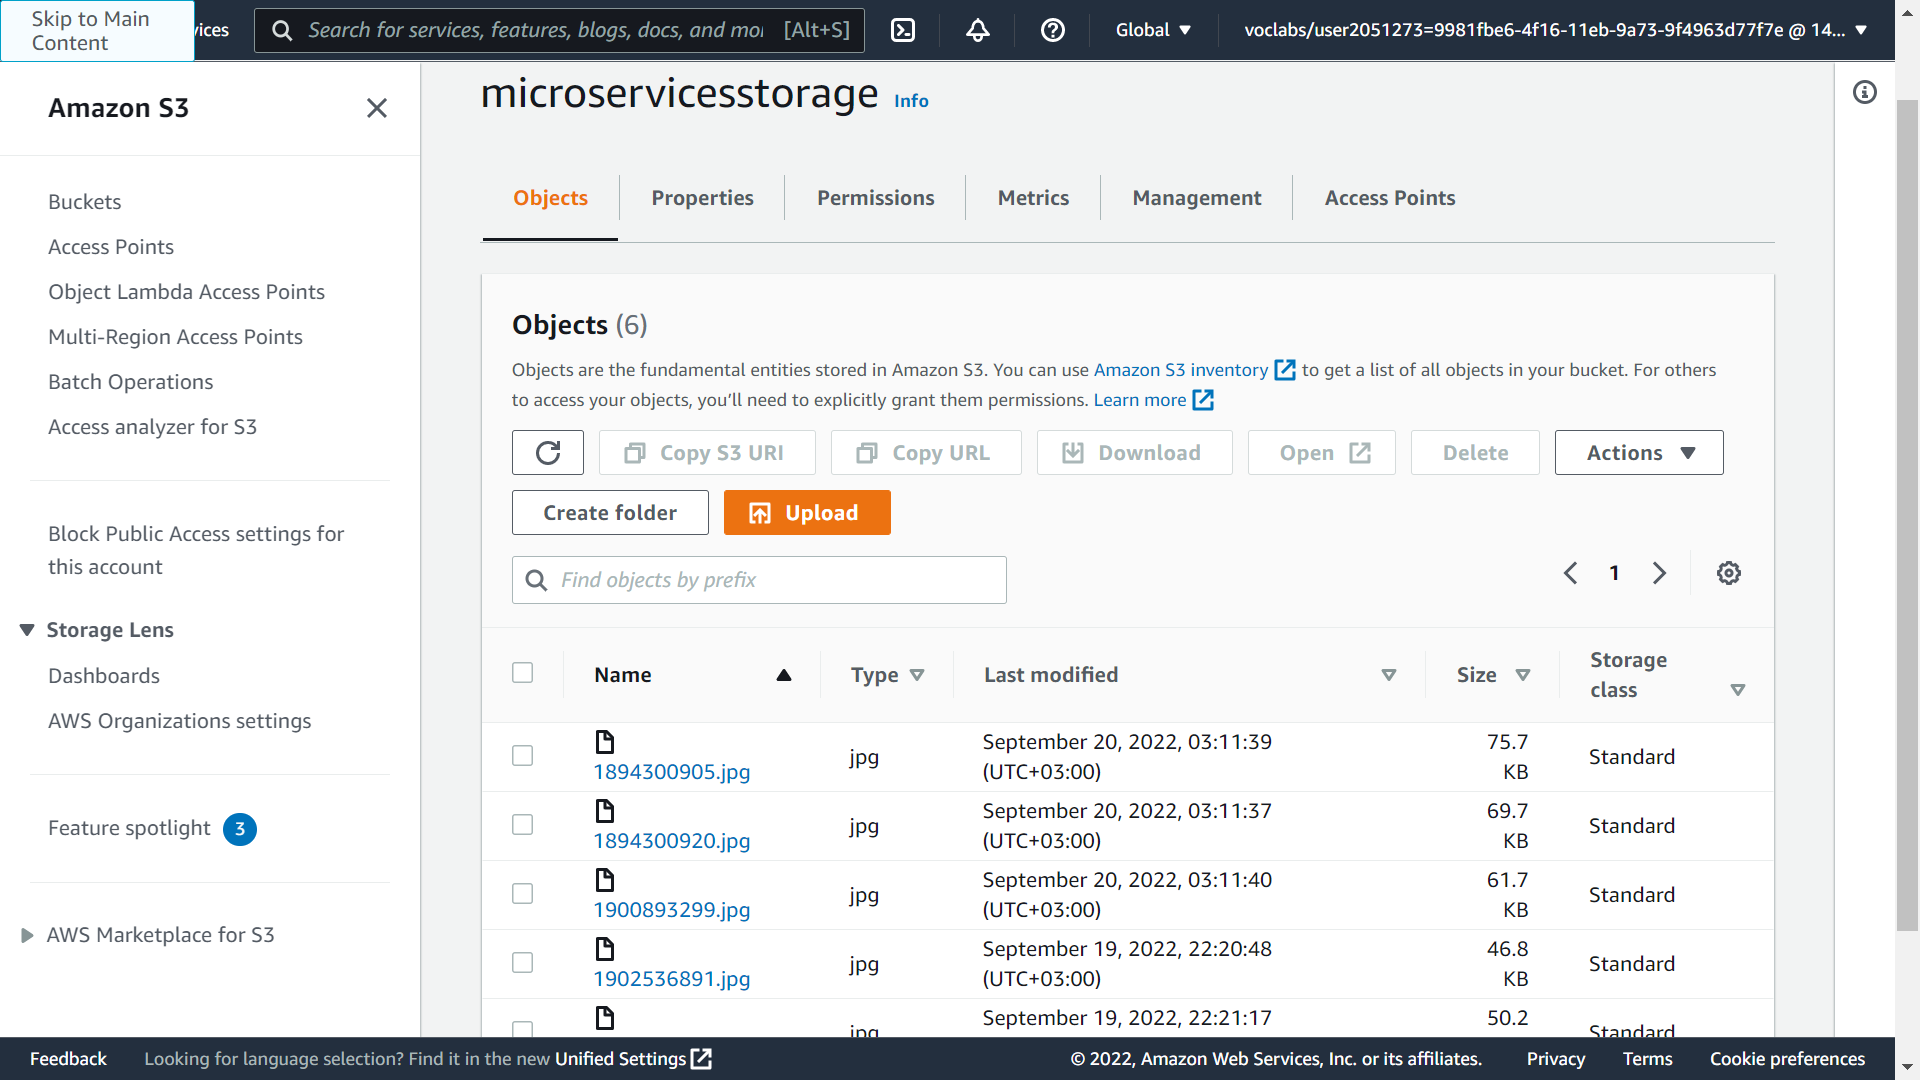 Skip to Main
Content
vices
Search for services, features, blogs, docs, and mo
[Alt+S]
Global
voclabs/user2051273=9981fbe6-4f16-11eb-9a73-9f4963d77f7e @ 14...
Amazon S3
Buckets
Access Points
Object Lambda Access Points
Multi-Region Access Points
Batch Operations
Access analyzer for S3
Block Public Access settings for
this account
Storage Lens
Dashboards
AWS Organizations settings
Feature spotlight 3
AWS Marketplace for S3
microservicesstorage Info
Objects Properties Permissions Metrics Management Access Points
Objects (6)
Objects are the fundamental entities stored in Amazon S3. You can use Amazon S3 inventory to get a list of all objects in your bucket. For others
to access your objects, you’ll need to explicitly grant them permissions. Learn more
Copy S3 URI Copy URL Download Open Delete Actions
Create folder Upload
Find objects by prefix
1
Name Type Last modified Size Storage
class
September 20, 2022, 03:11:39 75.7
1894300905.jpg jpg (UTC+03:00) KB Standard
September 20, 2022, 03:11:37 69.7
1894300920.jpg jpg (UTC+03:00) KB Standard
September 20, 2022, 03:11:40 61.7
1900893299.jpg jpg (UTC+03:00) KB Standard
September 19, 2022, 22:20:48 46.8
1902536891.jpg jpg (UTC+03:00) KB Standard
September 19, 2022, 22:21:17 50.2
jpg Standard
Feedback Looking for language selection? Find it in the new Unified Settings
© 2022, Amazon Web Services, Inc. or its affiliates. Privacy Terms Cookie preferences